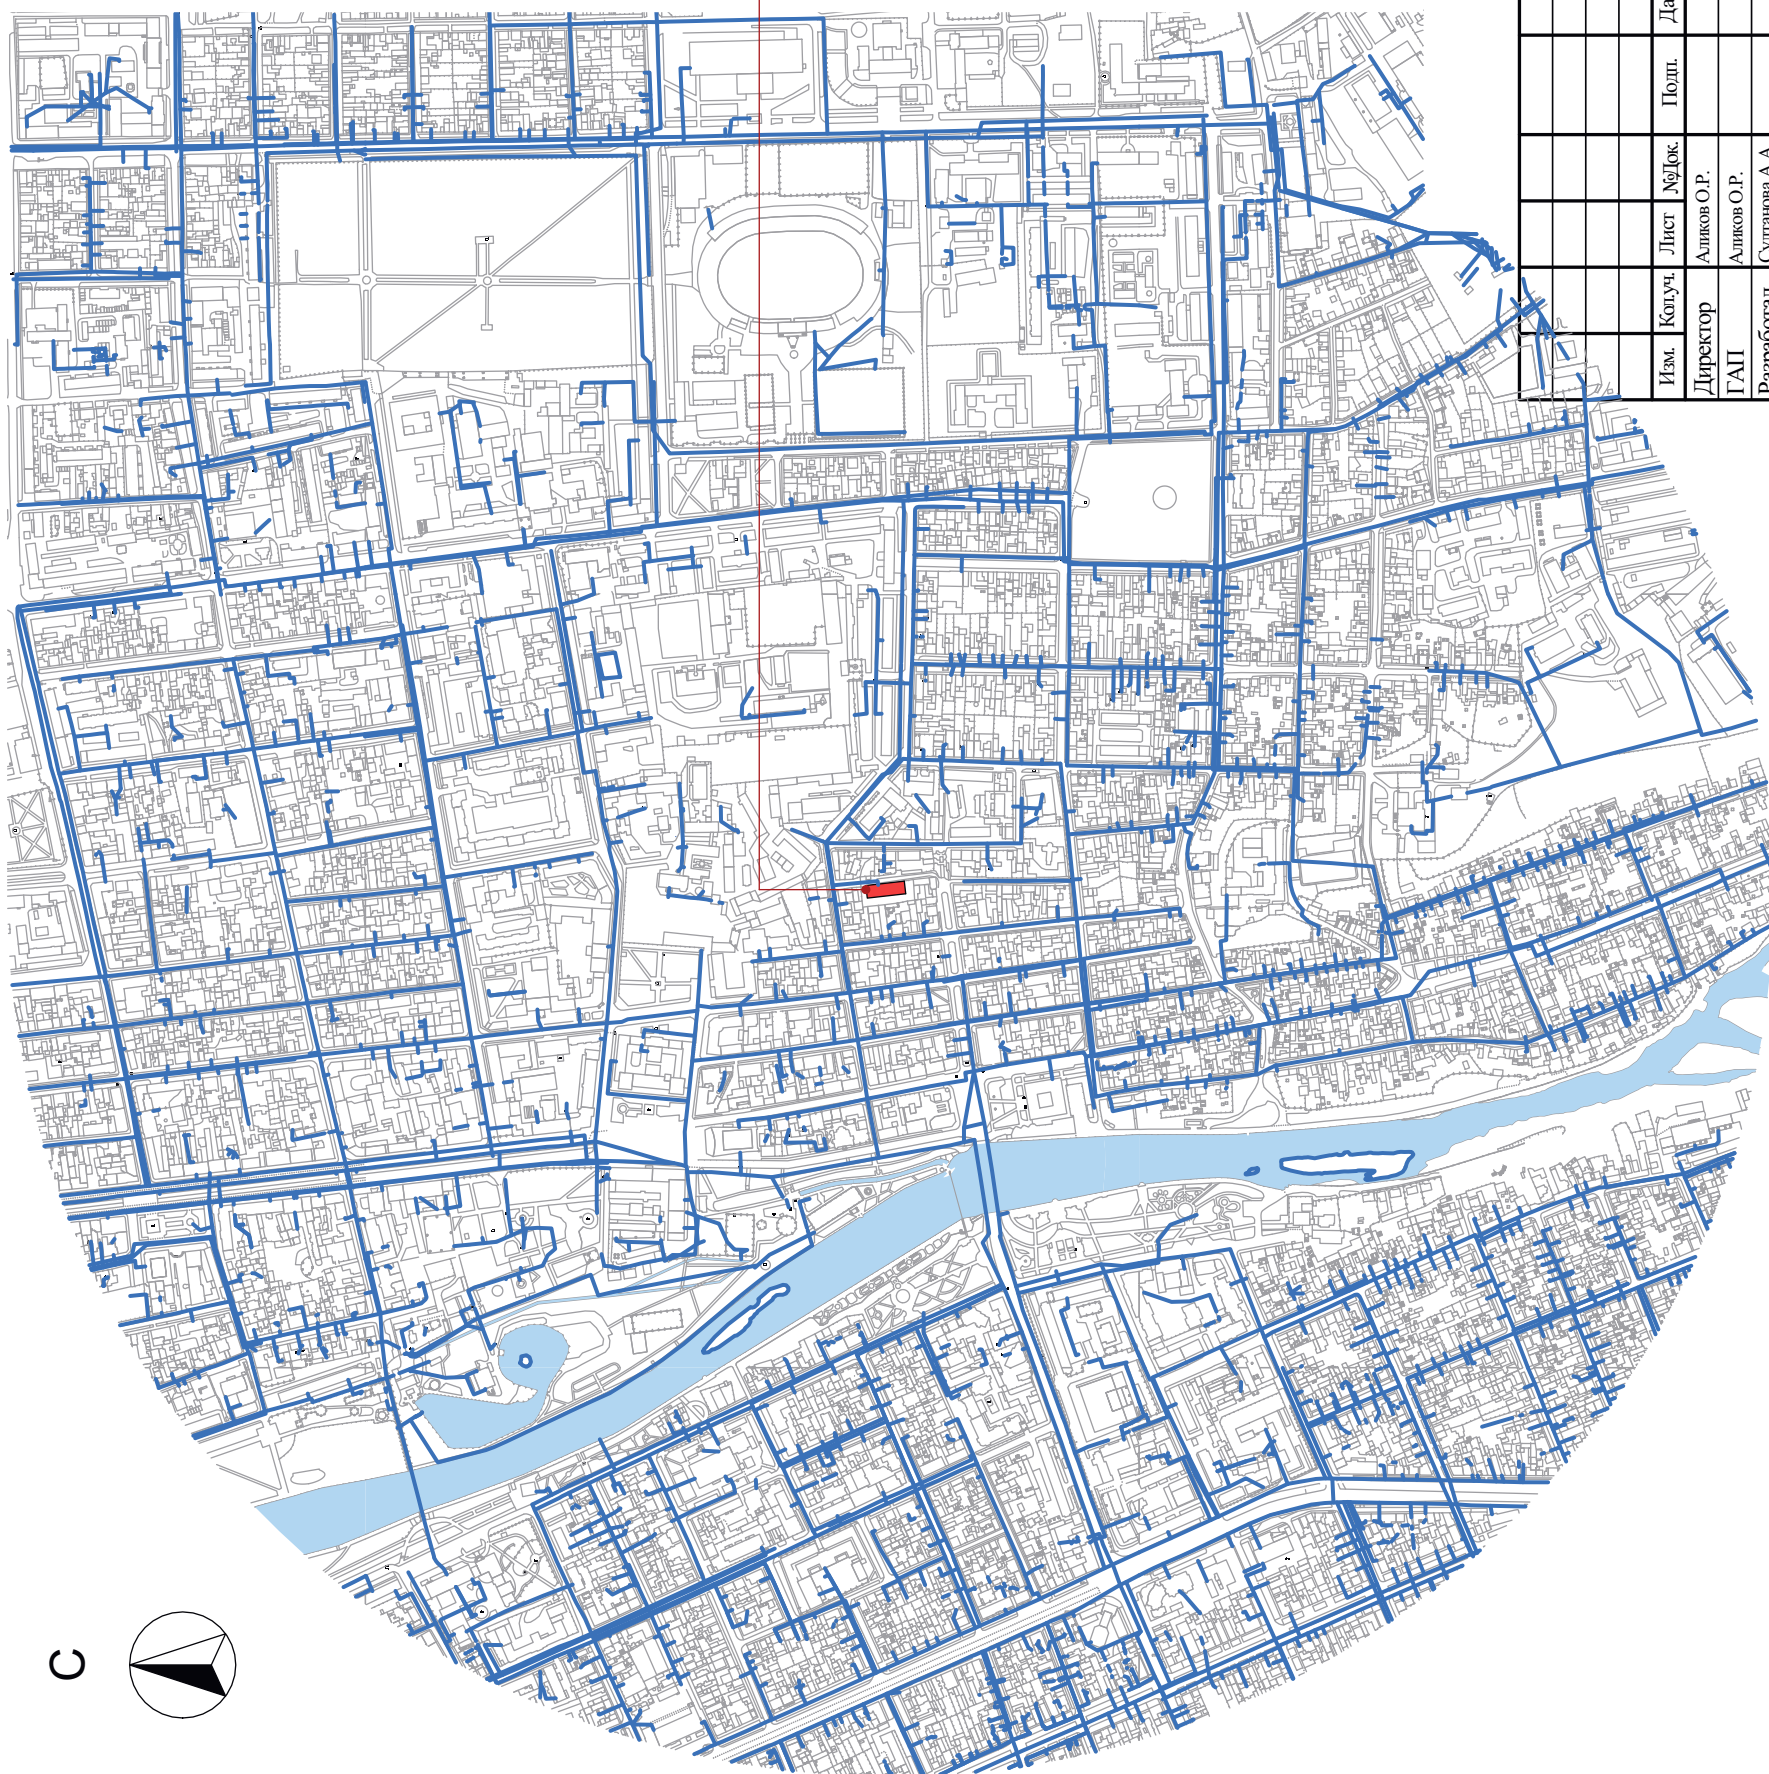 С
Изм.
Кол.уч.
Лист
№Док.
Подп.
Директор
Аликов О.Р.
ГАП
Аликов О.Р.